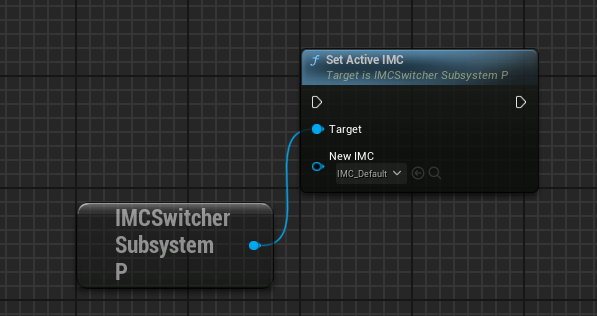 f Set Active IMC
Target is IMCSwitcher Subsystem P
Target
New IMC
IMC_Default
IMCSwitcher
Subsystem
P